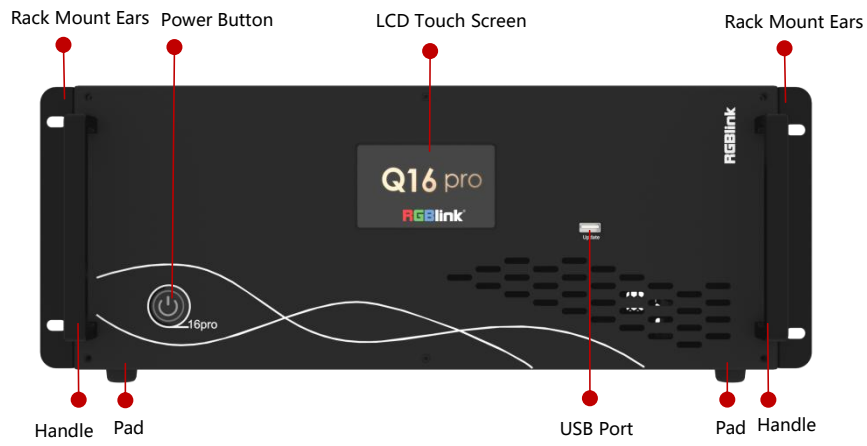 Rack Mount Ears
Power Button
LCD Touch Screen
Rack Mount Ears
RGBlink
Q16 pro
RGBlink
Update
16pro
Handle
Pad
USB Port
Pad
Handle